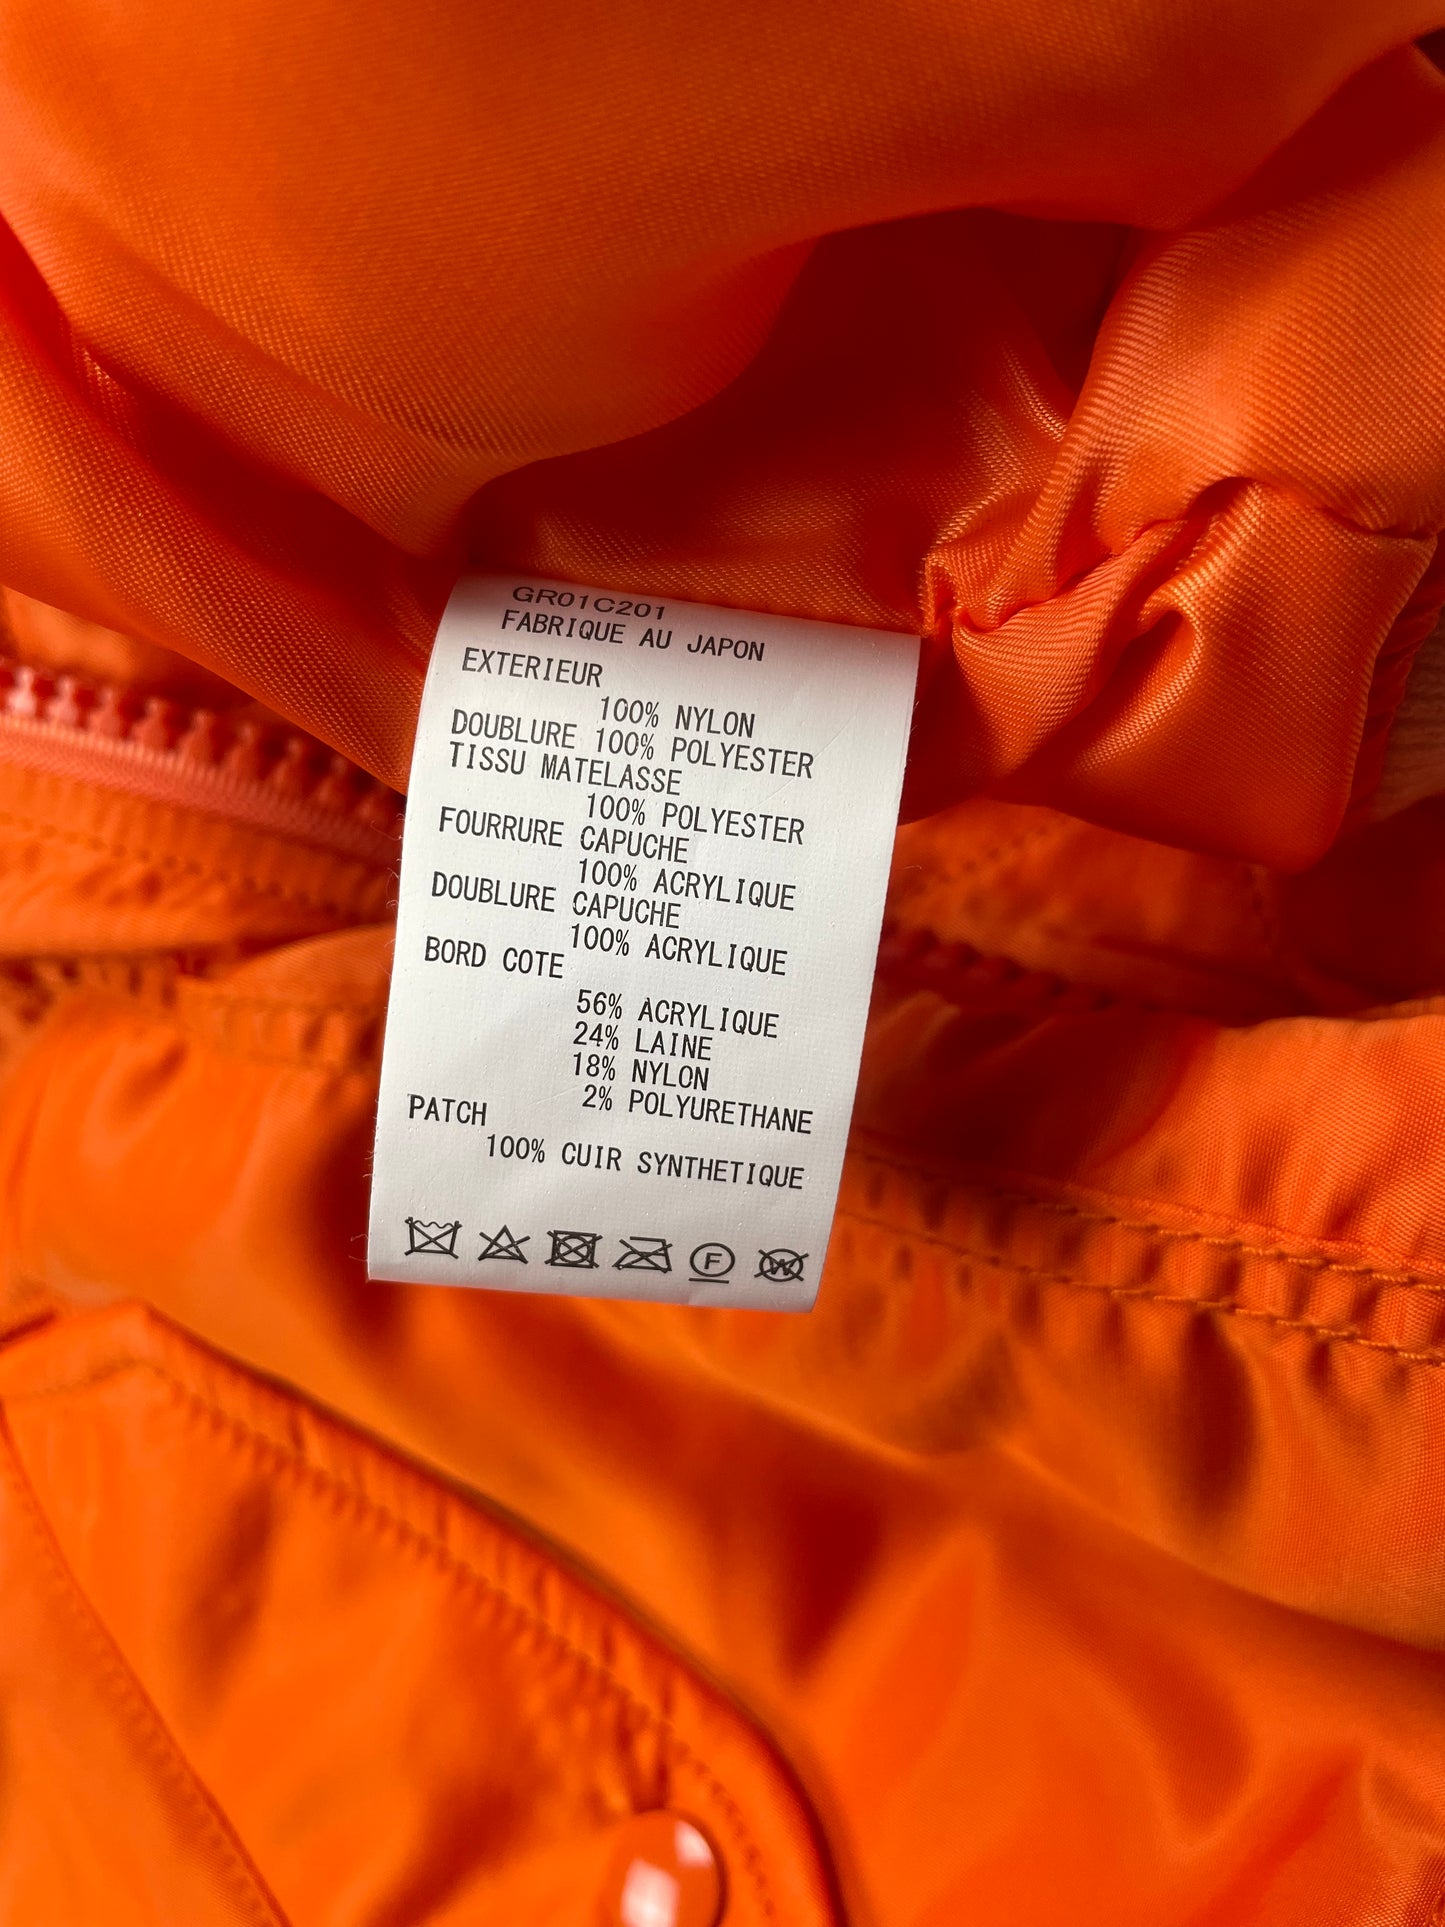 GR01C201
FABRIQUE AU JAPON
EXTERIEUR
100% NYLON
DOUBLURE 100% POLYESTER
TISSU MATELASSE
100% POLYESTER
FOURRURE CAPUCHE
100% ACRYLIQUE
DOUBLURE CAPUCHE
100% ACRYLIQUE
BORD COTE
56% ACRYLIQUE
24% LAINE
18% NYLON
2% POLYURETHANE
PATCH
100% CUIR SYNTHETIQUE
F W